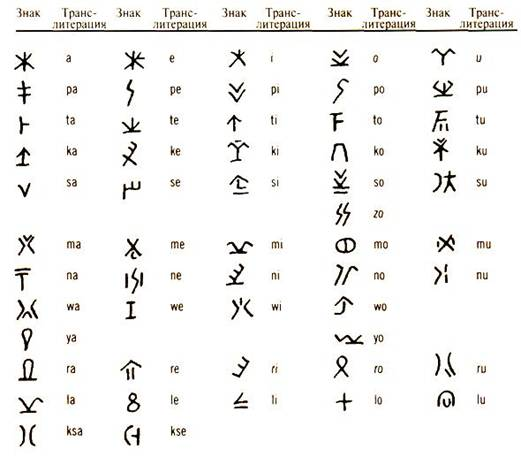 Знак Транс- Знак Транс- Знак Транс- Знак Транс- Знак Транс-
литерация литерация литерация литерация литерация
𐠀 a 𐠁 e 𐠂 i 𐠃 o 𐠄 u
𐠞 pa 𐠟 pe 𐠠 pi 𐠡 po 𐠢 pu
𐠭 ta 𐠮 te 𐠯 ti 𐠰 to 𐠱 tu
𐠊 ka 𐠋 ke 𐠌 ki 𐠍 ko 𐠎 ku
𐠨 sa 𐠩 se 𐠪 si 𐠫 so 𐠬 su
𐠿 zo
𐠔 ma 𐠕 me 𐠖 mi 𐠗 mo 𐠘 mu
𐠙 na 𐠚 ne 𐠛 ni 𐠜 no 𐠝 nu
𐠲 wa 𐠳 we 𐠴 wi 𐠵 wo
𐠅 ya 𐠈 yo
𐠣 ra 𐠤 re 𐠥 ri 𐠦 ro 𐠧 ru
𐠏 la 𐠐 le 𐠑 li 𐠒 lo 𐠓 lu
𐠷 ksa 𐠸 kse